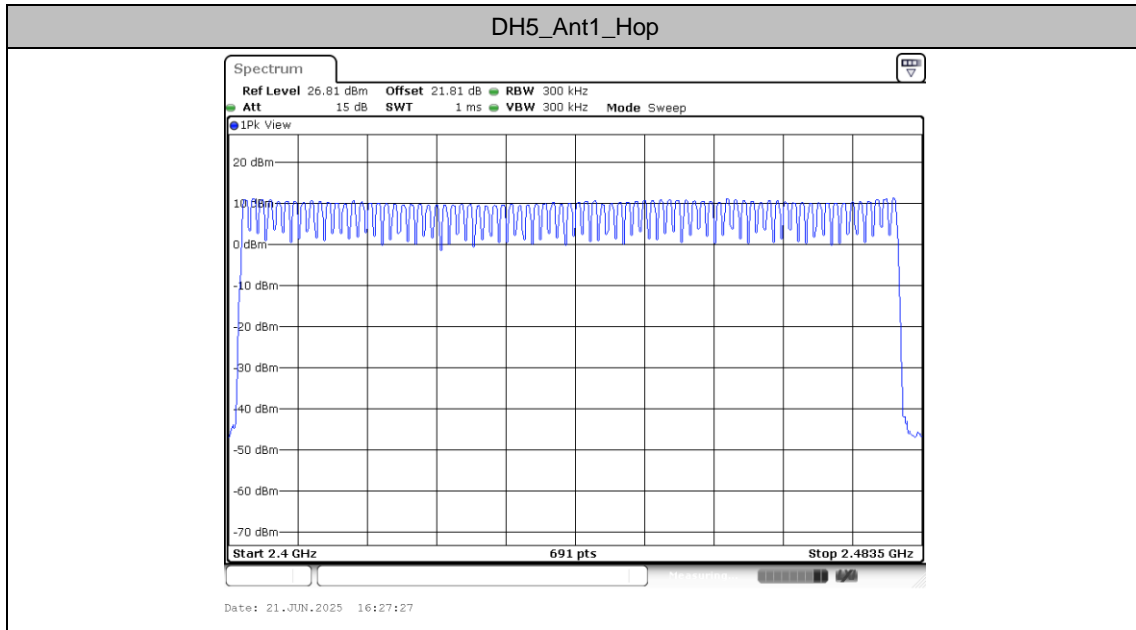 DH5_Ant1_Hop
Spectrum
Ref Level 26.81 dBm Offset 21.81 dB RBW 300 kHz
Att 15 dB SWT 1 ms VBW 300 kHz Mode Sweep
1Pk View
20 dBm
10 dBm
0 dBm
-10 dBm
-20 dBm
-30 dBm
-40 dBm
-50 dBm
-60 dBm
-70 dBm
Start 2.4 GHz 691 pts Stop 2.4835 GHz
Measuring...
Date: 21.JUN.2025 16:27:27